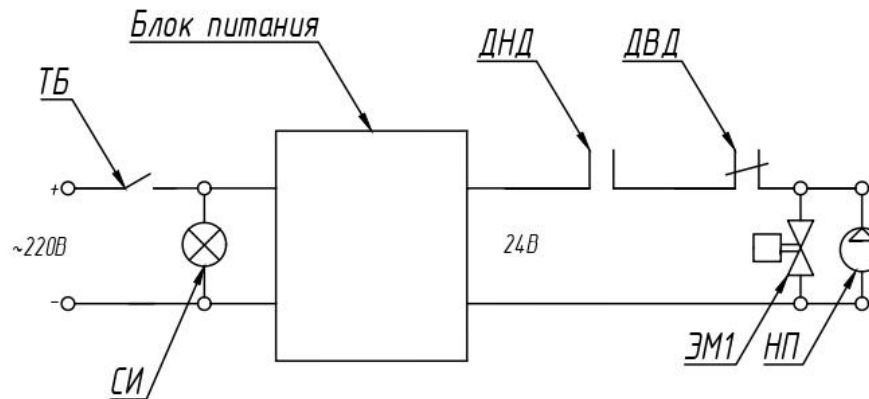 Блок питания
ДНД
ДВД
ТБ
+
~220В
24В
-
ЭМ1
НП
СИ